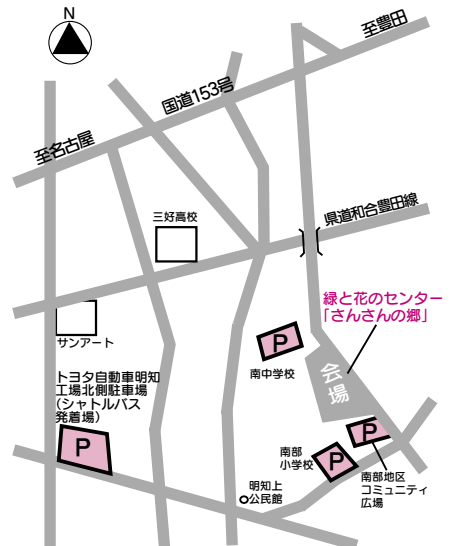 N
至豊田
国道153号
至名古屋
三好高校
県道和合豊田線
緑と花のセンター
「さんさんの郷」
サンアート
P
南中学校
会場
トヨタ自動車明知
工場北側駐車場
(シャトルバス
発着場)
P
P
南部
小学校
P
南部地区
コミュニティ
広場
明知上
公民館